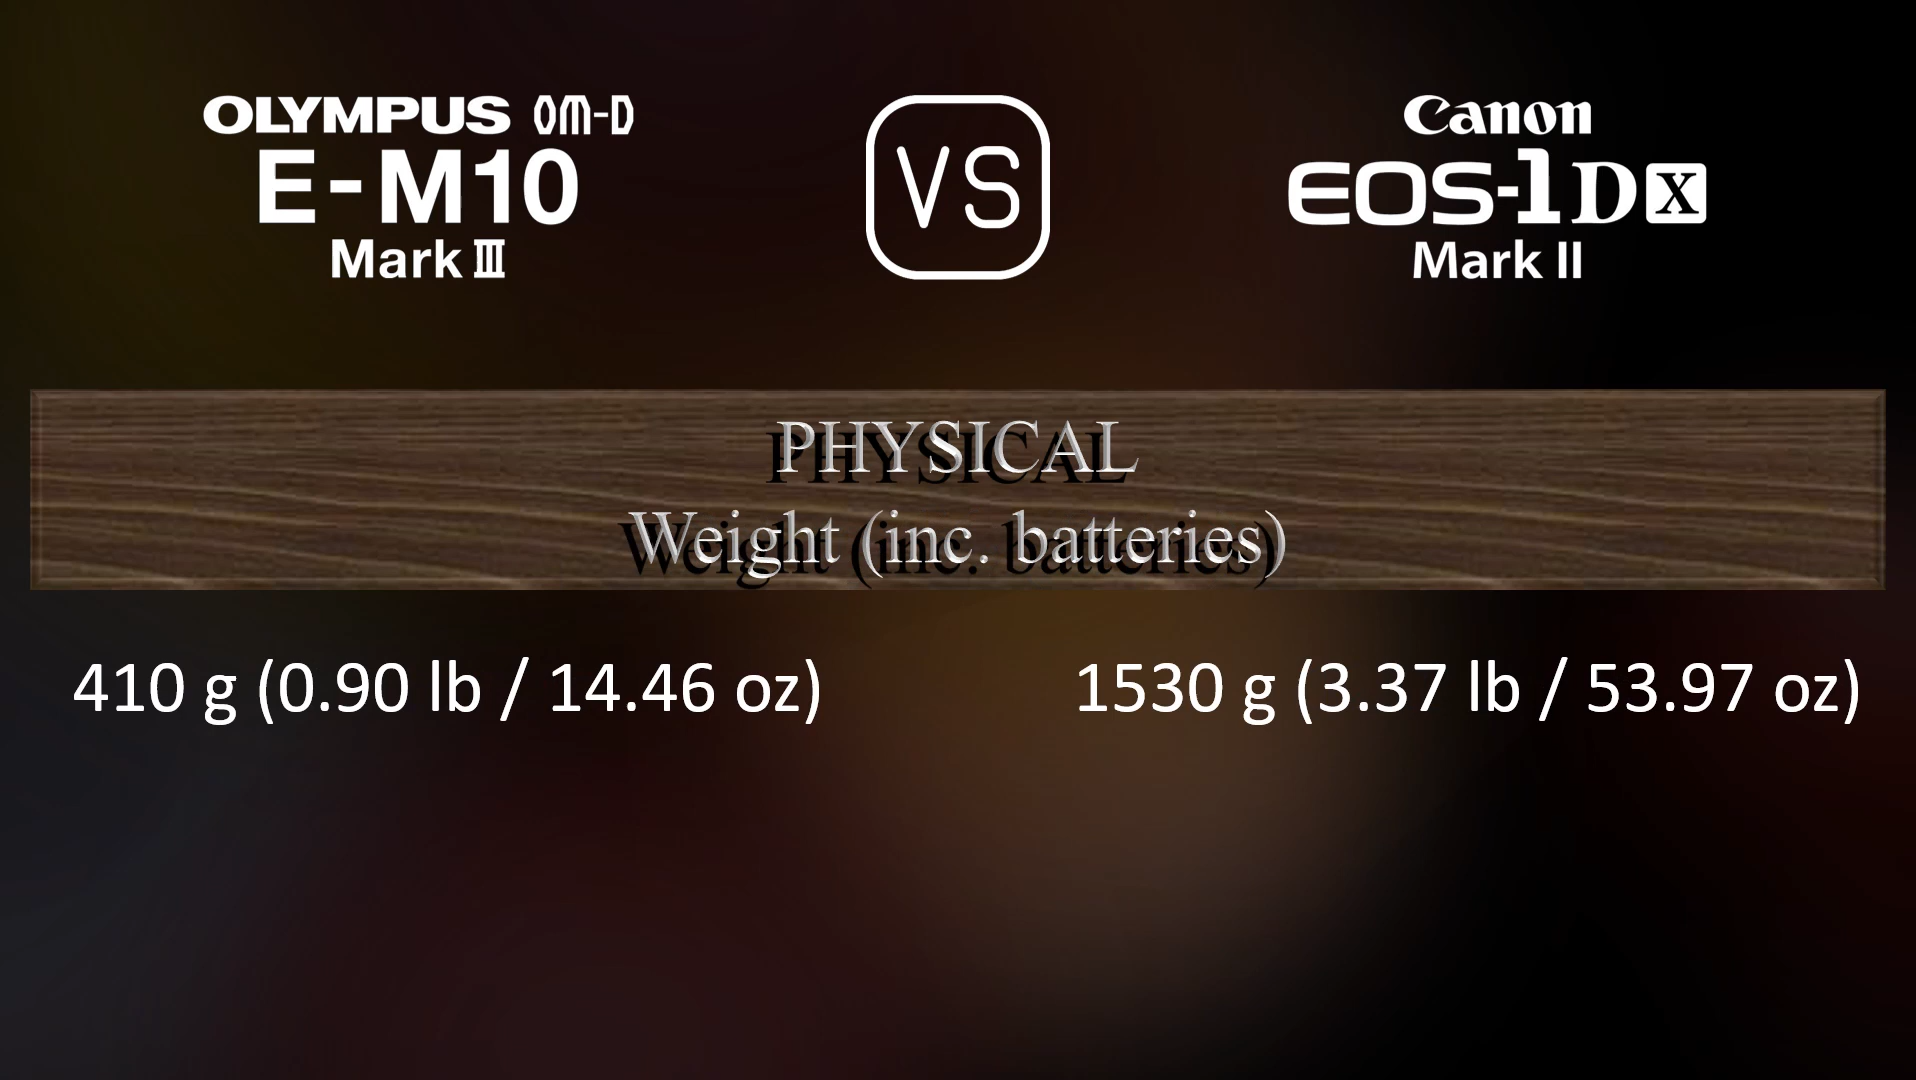 OLYMPUS OM-D
E-M10
Mark III
VS
Canon
EOS-1DX
Mark II
PHYSICAL
Weight (inc. batteries)
410 g (0.90 lb / 14.46 oz)
1530 g (3.37 lb / 53.97 oz)